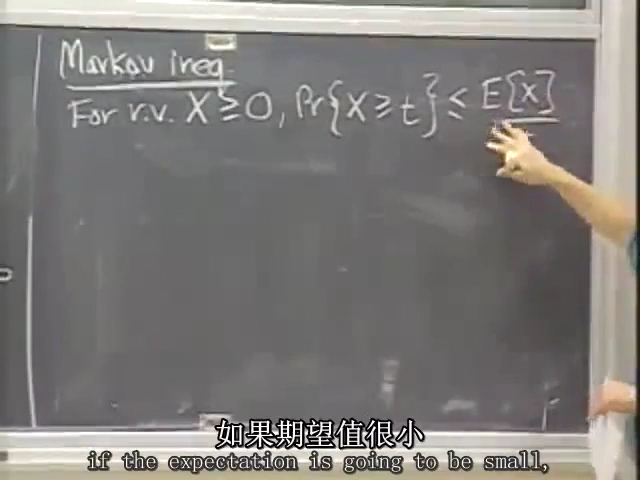 Markov ineq.
For r.v. X ≥ 0, Pr{X ≥ t} ≤ E[X]
如果期望值很小
if the expectation is going to be small,